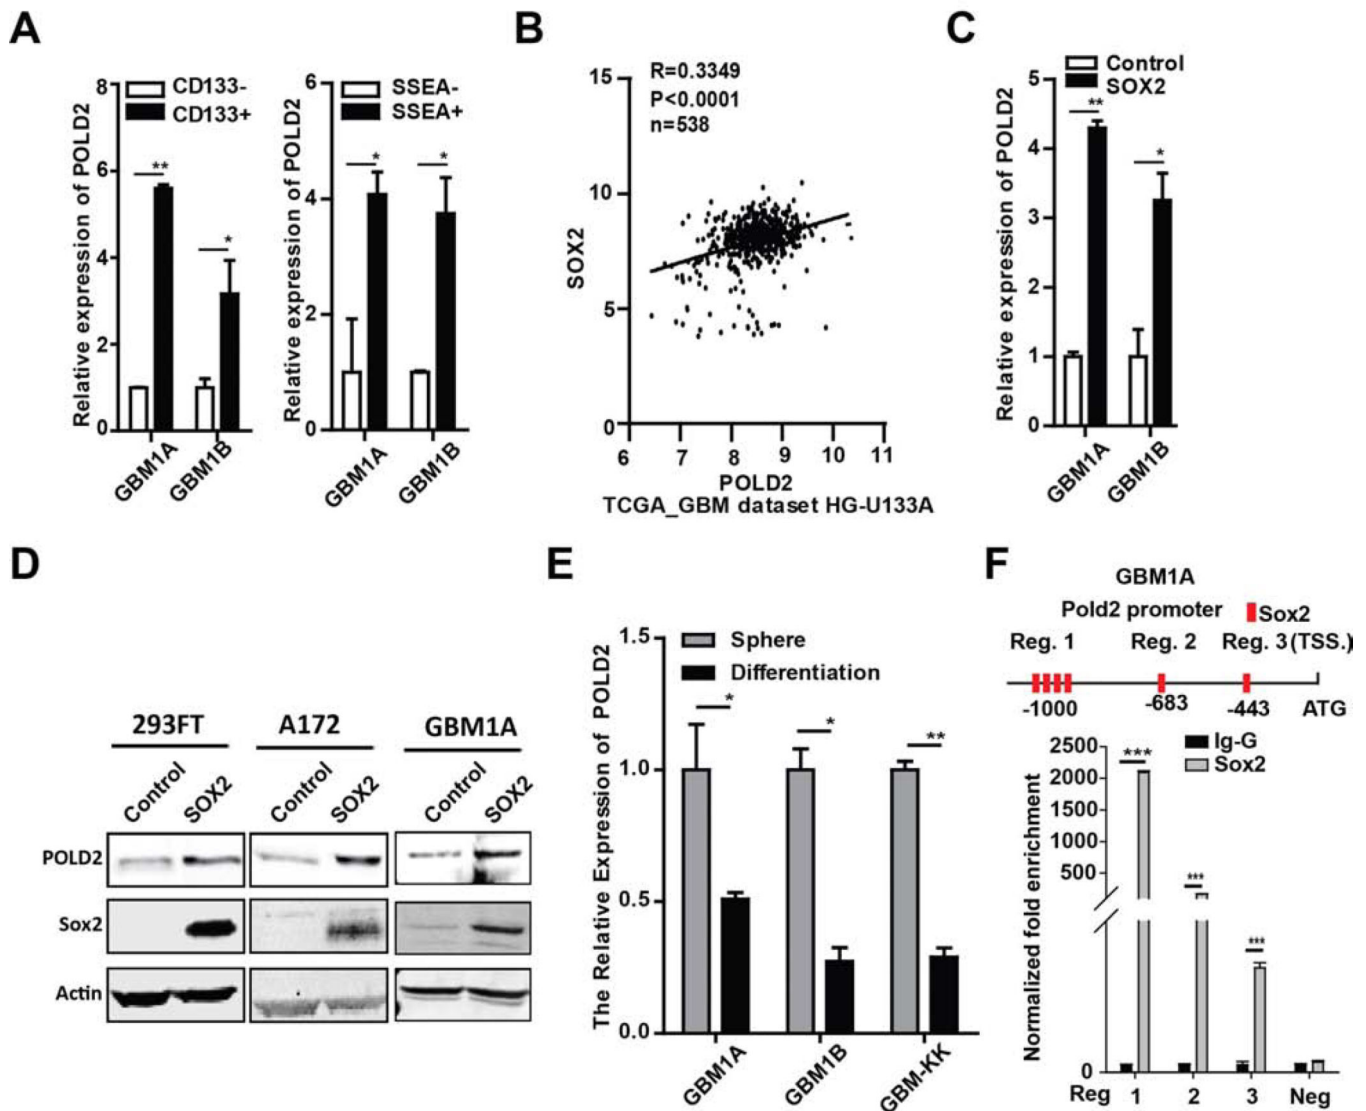 A
Relative expression of POLD2
8
6
4
2
0
CD133-
CD133+
**
*
GBM1A
GBM1B
Relative expression of POLD2
6
4
2
0
SSEA-
SSEA+
*
*
GBM1A
GBM1B
B
R=0.3349
P<0.0001
n=538
SOX2
15
10
5
0
6 7 8 9 10 11
POLD2
TCGA_GBM dataset HG-U133A
C
Control
SOX2
Relative expression of POLD2
5
4
3
2
1
0
**
*
GBM1A
GBM1B
D
293FT A172 GBM1A
Control SOX2 Control SOX2 Control SOX2
POLD2
Sox2
Actin
E
The Relative Expression of POLD2
1.5
1.0
0.5
0.0
Sphere
Differentiation
*
*
**
GBM1A
GBM1B
GBM-KK
F
GBM1A
Pold2 promoter Sox2
Reg. 1 Reg. 2 Reg. 3(TSS.)
-1000 -683 -443 ATG
Ig-G
Sox2
Normalized fold enrichment
2500
2000
1500
500
0
***
***
***
Reg 1 2 3 Neg